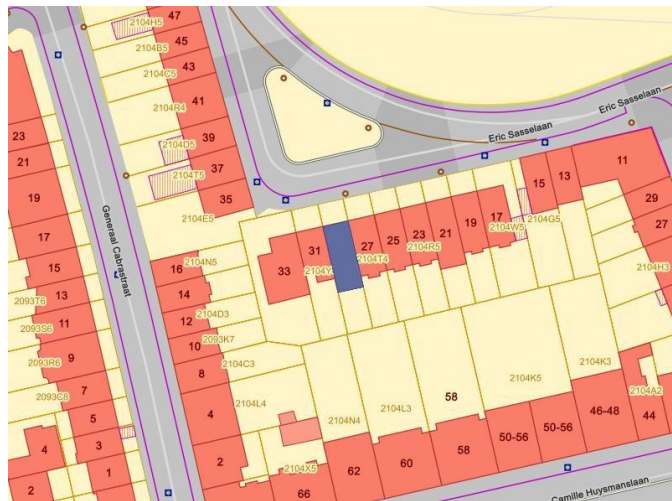 47
2104H5
45
2104B5
43
2104C5
41
2104R4
39
2104D5
37
2104T5
35
2104E5
Eric Sasselaan
Eric Sasselaan
23
21
19
17
15
13
11
9
7
5
3
1
4
2
2093T6
2093S6
2093R6
2093C8
Generaal Cabrastraat
16
2104N5
14
12
2104D3
10
2093K7
8
2104C3
4
2104L4
2
2104X5
33
31
2104Y
27
2104T4
25
23
2104R5
21
19
17
2104W5
15
13
2104G5
11
29
27
2104H3
2104N4
2104L3
58
2104K5
2104K3
2104A2
66
62
60
58
50-56
50-56
46-48
44
Camille Huysmanslaan